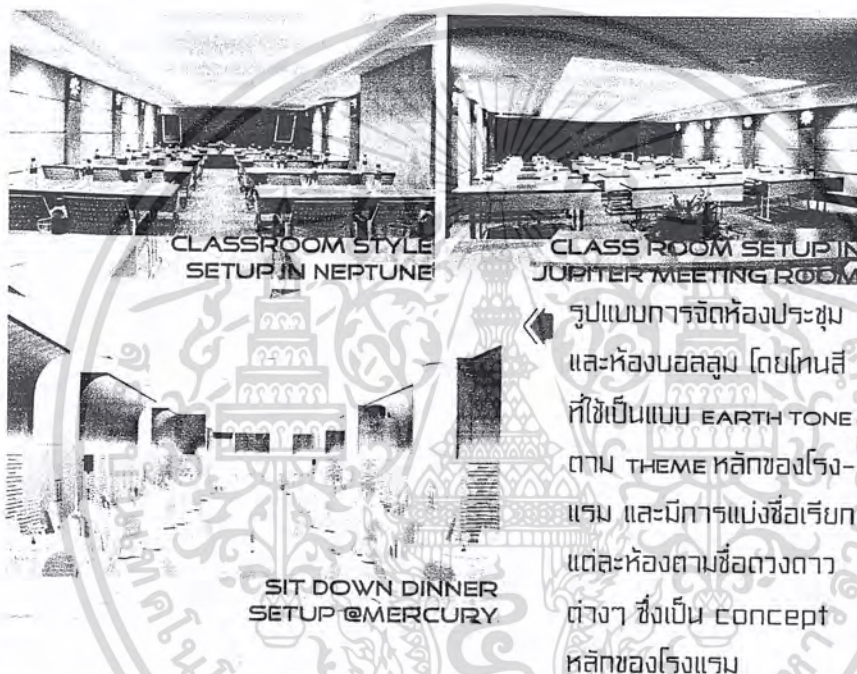 CLASSROOM STYLE
SETUP IN NEPTUNE
CLASS ROOM SETUP IN
JUPITER MEETING ROOM
รูปแบบการจัดห้องประชุม
และห้องบอลลูม โดยโทนสี
ที่ใช้เป็นแบบ EARTH TONE
ตาม THEME หลักของโรง-
แรม และมีการแบ่งชื่อเรียก
แต่ละห้องตามชื่อดวงดาว
ต่างๆ ซึ่งเป็น concept
หลักของโรงแรม
SIT DOWN DINNER
SETUP @MERCURY